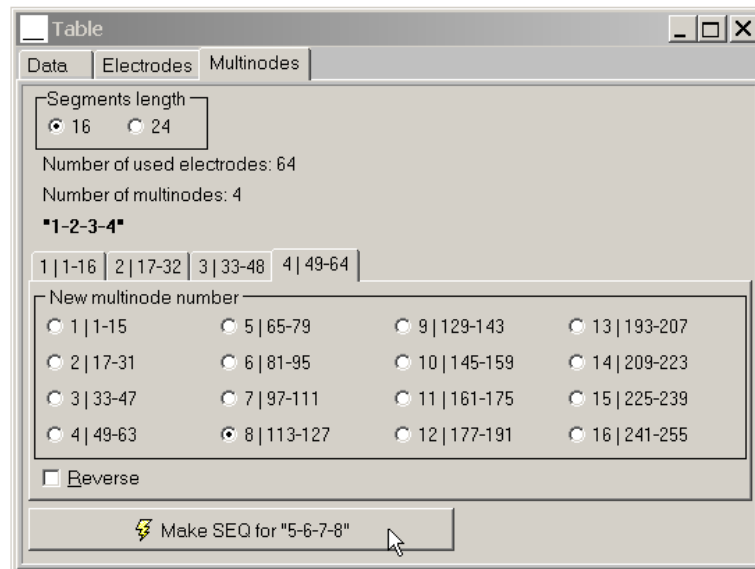 Table
Data Electrodes Multinodes
Segments length
16 24
Number of used electrodes: 64
Number of multinodes: 4
"1-2-3-4"
1 | 1-16 2 | 17-32 3 | 33-48 4 | 49-64
New multinode number
1 | 1-15 5 | 65-79 9 | 129-143 13 | 193-207
2 | 17-31 6 | 81-95 10 | 145-159 14 | 209-223
3 | 33-47 7 | 97-111 11 | 161-175 15 | 225-239
4 | 49-63 8 | 113-127 12 | 177-191 16 | 241-255
Reverse
Make SEQ for "5-6-7-8"